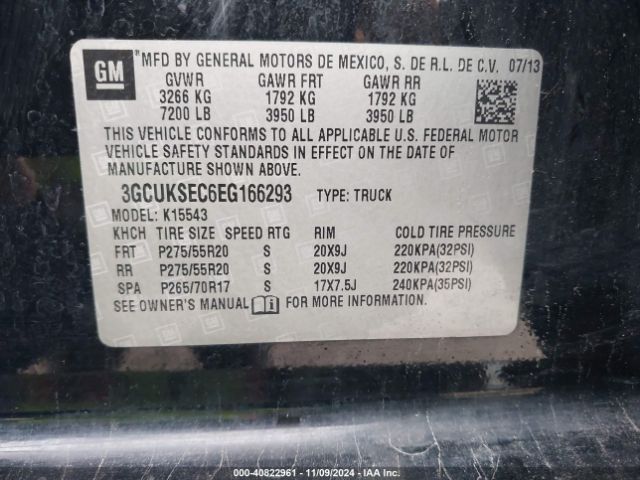 GM
MFD BY GENERAL MOTORS DE MEXICO, S. DE R.L. DE C.V. 07/13
GVWR GAWR FRT GAWR RR
3266 KG 1792 KG 1792 KG
7200 LB 3950 LB 3950 LB
THIS VEHICLE CONFORMS TO ALL APPLICABLE U.S. FEDERAL MOTOR
VEHICLE SAFETY STANDARDS IN EFFECT ON THE DATE OF
MANUFACTURE SHOWN ABOVE.
3GCUKSEC6EG166293 TYPE: TRUCK
MODEL: K15543
KHCH TIRE SIZE SPEED RTG RIM COLD TIRE PRESSURE
FRT P275/55R20 S 20X9J 220KPA(32PSI)
RR P275/55R20 S 20X9J 220KPA(32PSI)
SPA P265/70R17 S 17X7.5J 240KPA(35PSI)
SEE OWNER'S MANUAL FOR MORE INFORMATION.
000-40822961 - 11/09/2024 - IAA Inc.